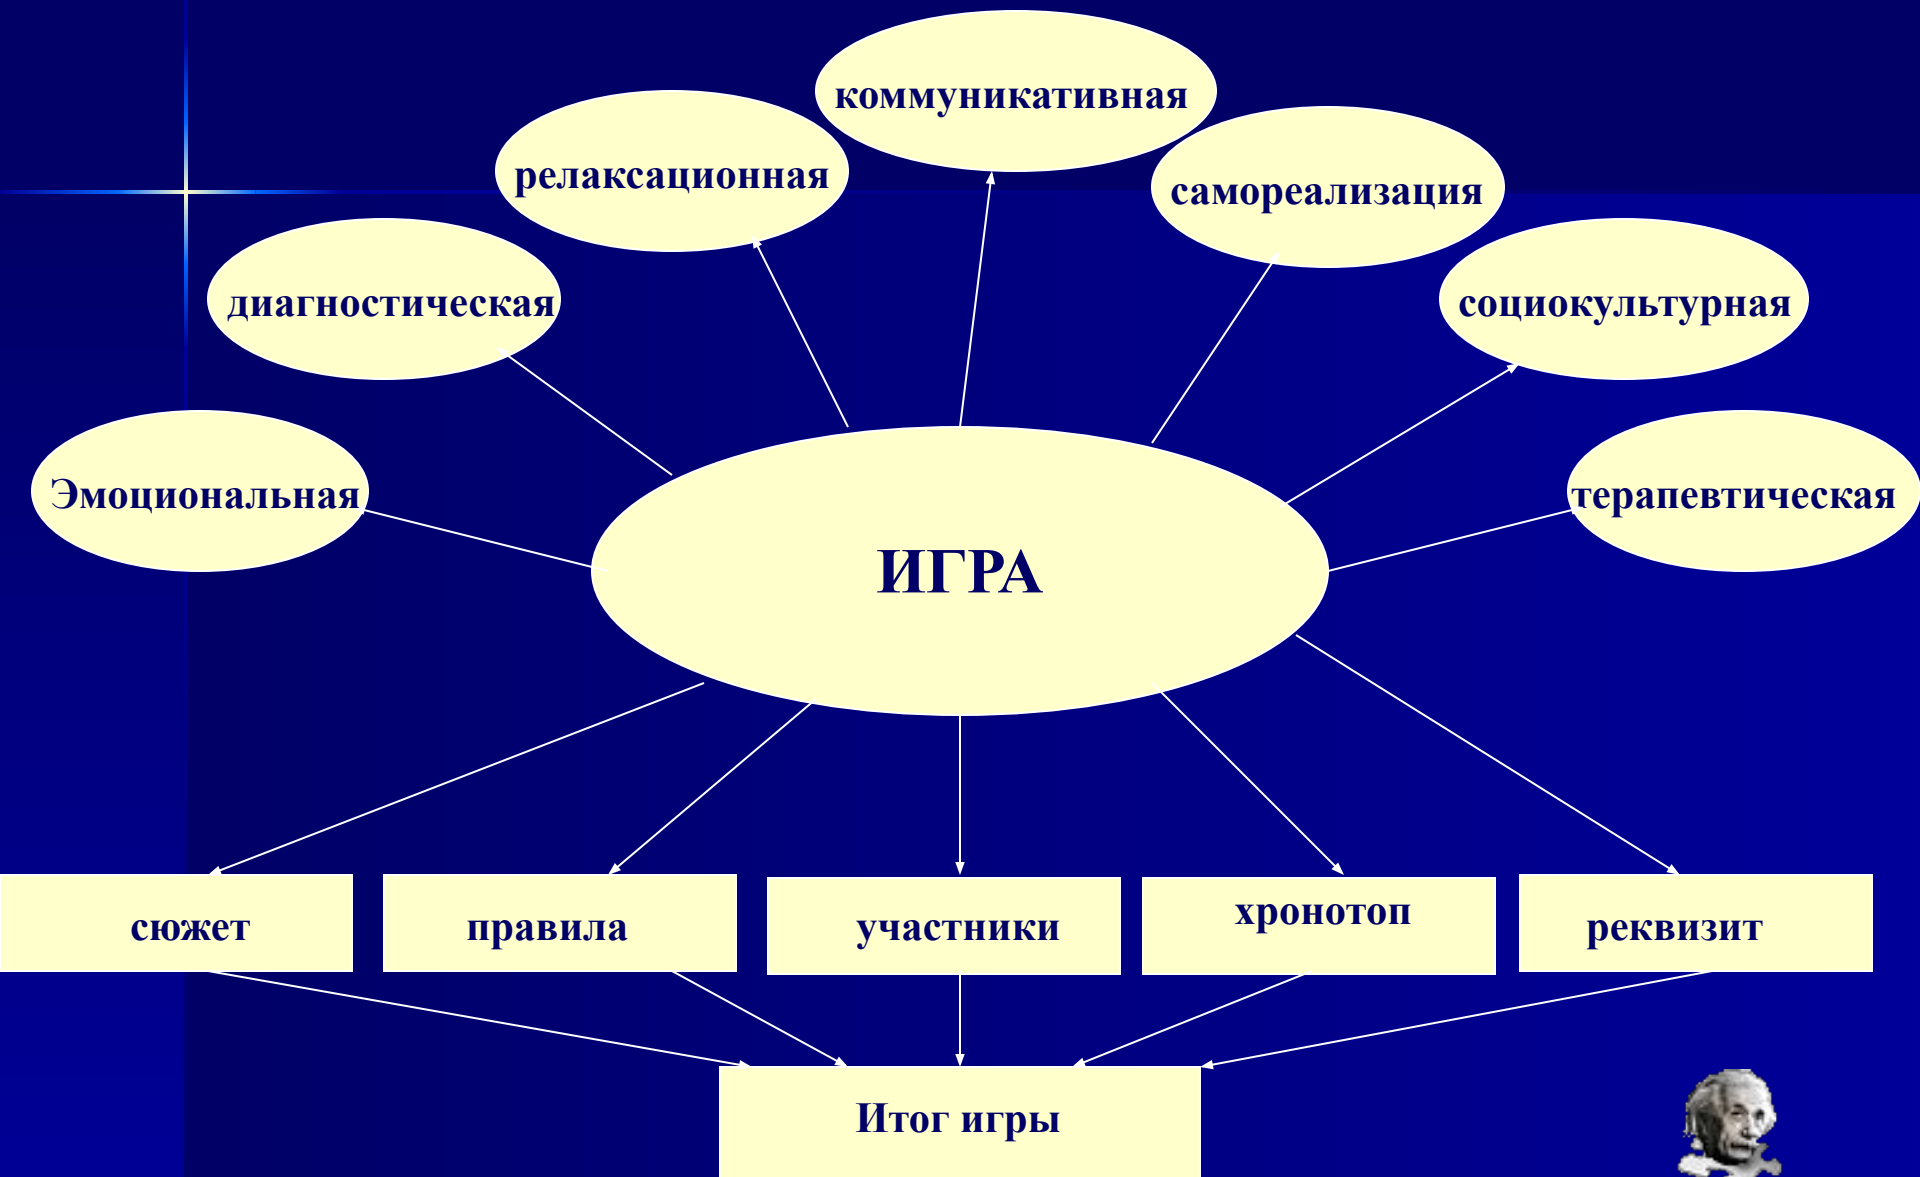 коммуникативная
релаксационная
самореализация
диагностическая
социокультурная
Эмоциональная
терапевтическая
ИГРА
сюжет
правила
участники
хронотоп
реквизит
Итог игры